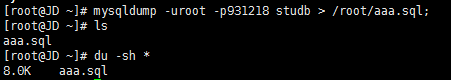 [root@JD ~]# mysqldump -uroot -p931218 studb > /root/aaa.sql;
[root@JD ~]# ls
aaa.sql
[root@JD ~]# du -sh *
8.0K    aaa.sql